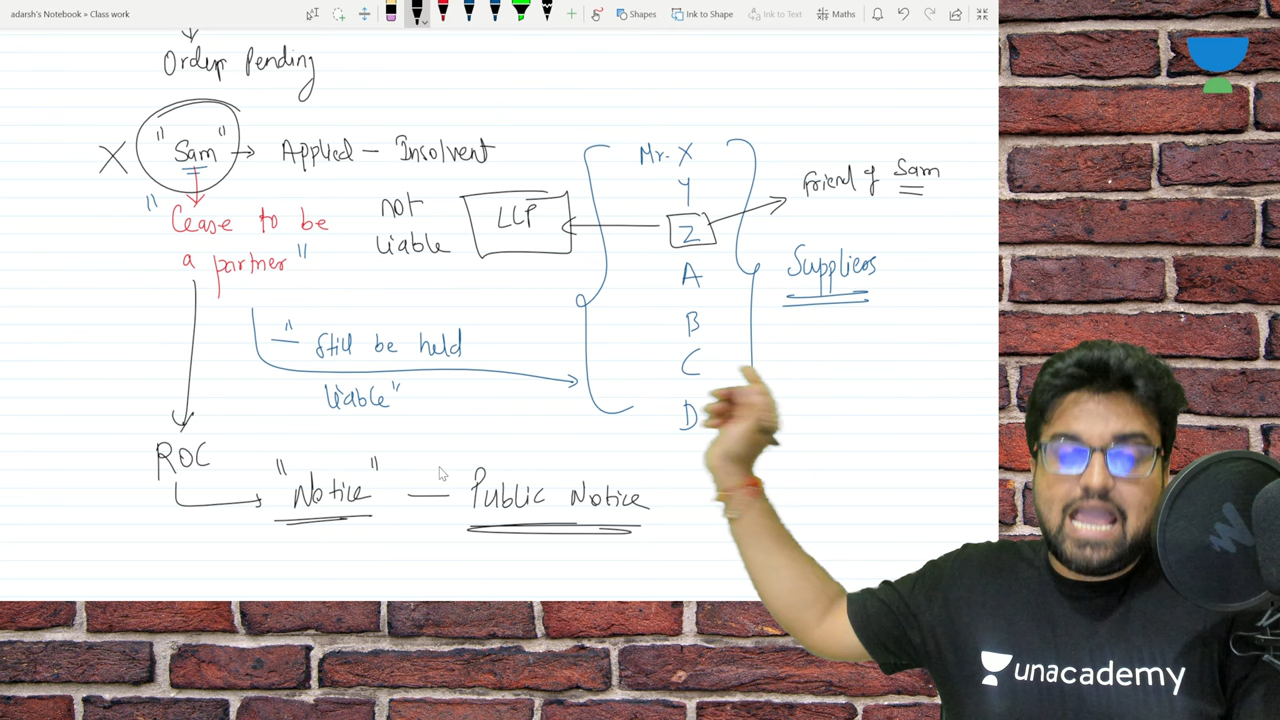 adarsh's Notebook » Class work
Shapes
Ink to Shape
Ink to Text
Maths
Order Pending
X "Sam" → Applied — Insolvent
"Cease to be
a partner"
not
liable
LLP
Mr. X
Y
Z
A
B
C
D
Friend of Sam
Suppliers
"— Still be held
liable"
ROC
"Notice" — Public Notice
unacademy